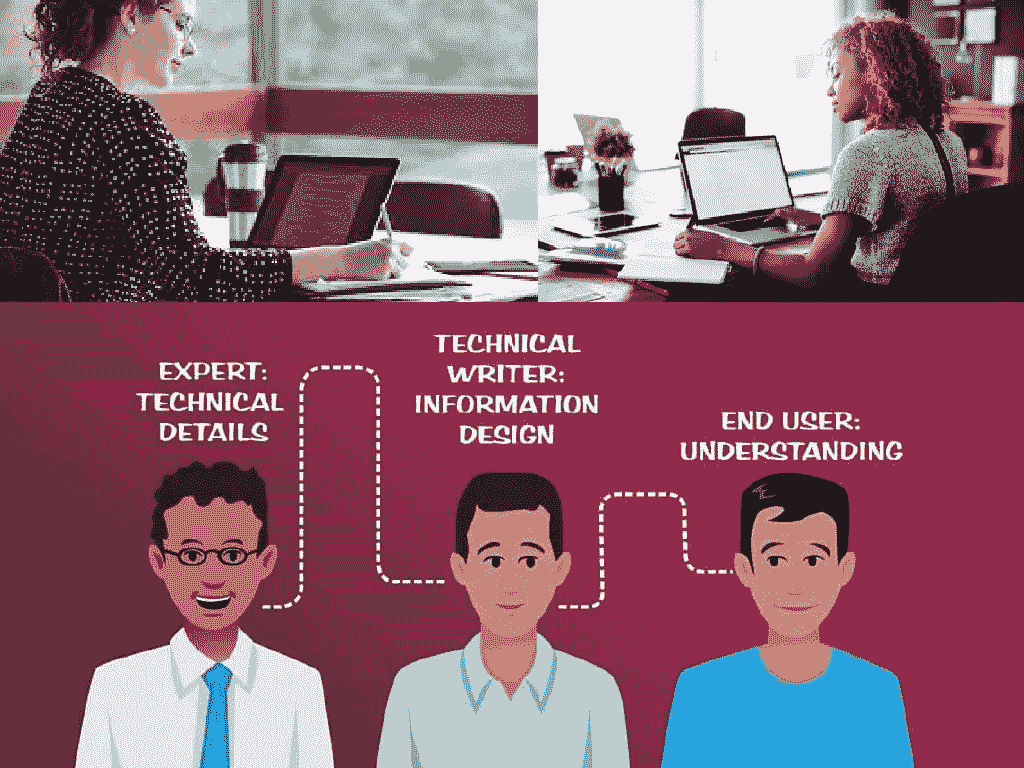 EXPERT:
TECHNICAL
DETAILS
TECHNICAL
WRITER:
INFORMATION
DESIGN
END USER:
UNDERSTANDING